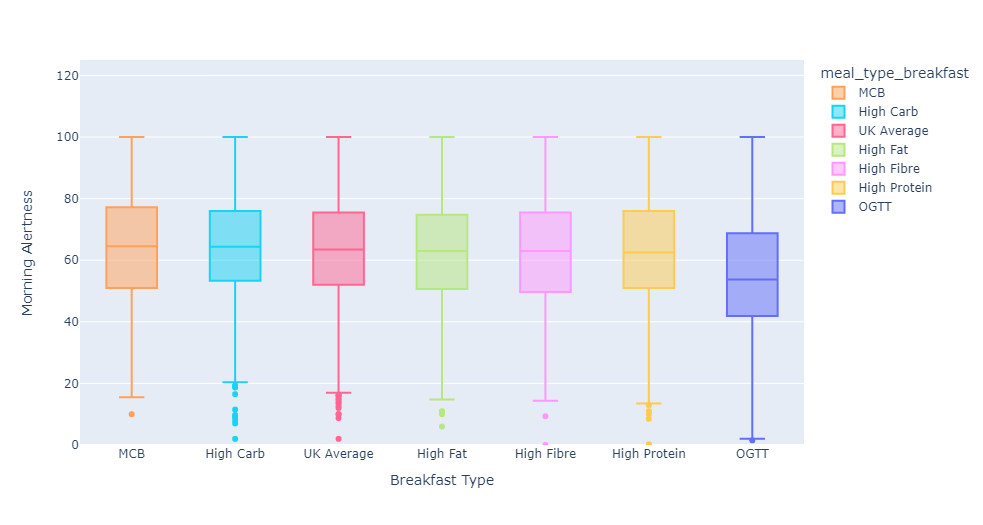 120
100
80
60
40
20
0
Morning Alertness
MCB
High Carb
UK Average
High Fat
High Fibre
High Protein
OGTT
Breakfast Type
meal_type_breakfast
MCB
High Carb
UK Average
High Fat
High Fibre
High Protein
OGTT